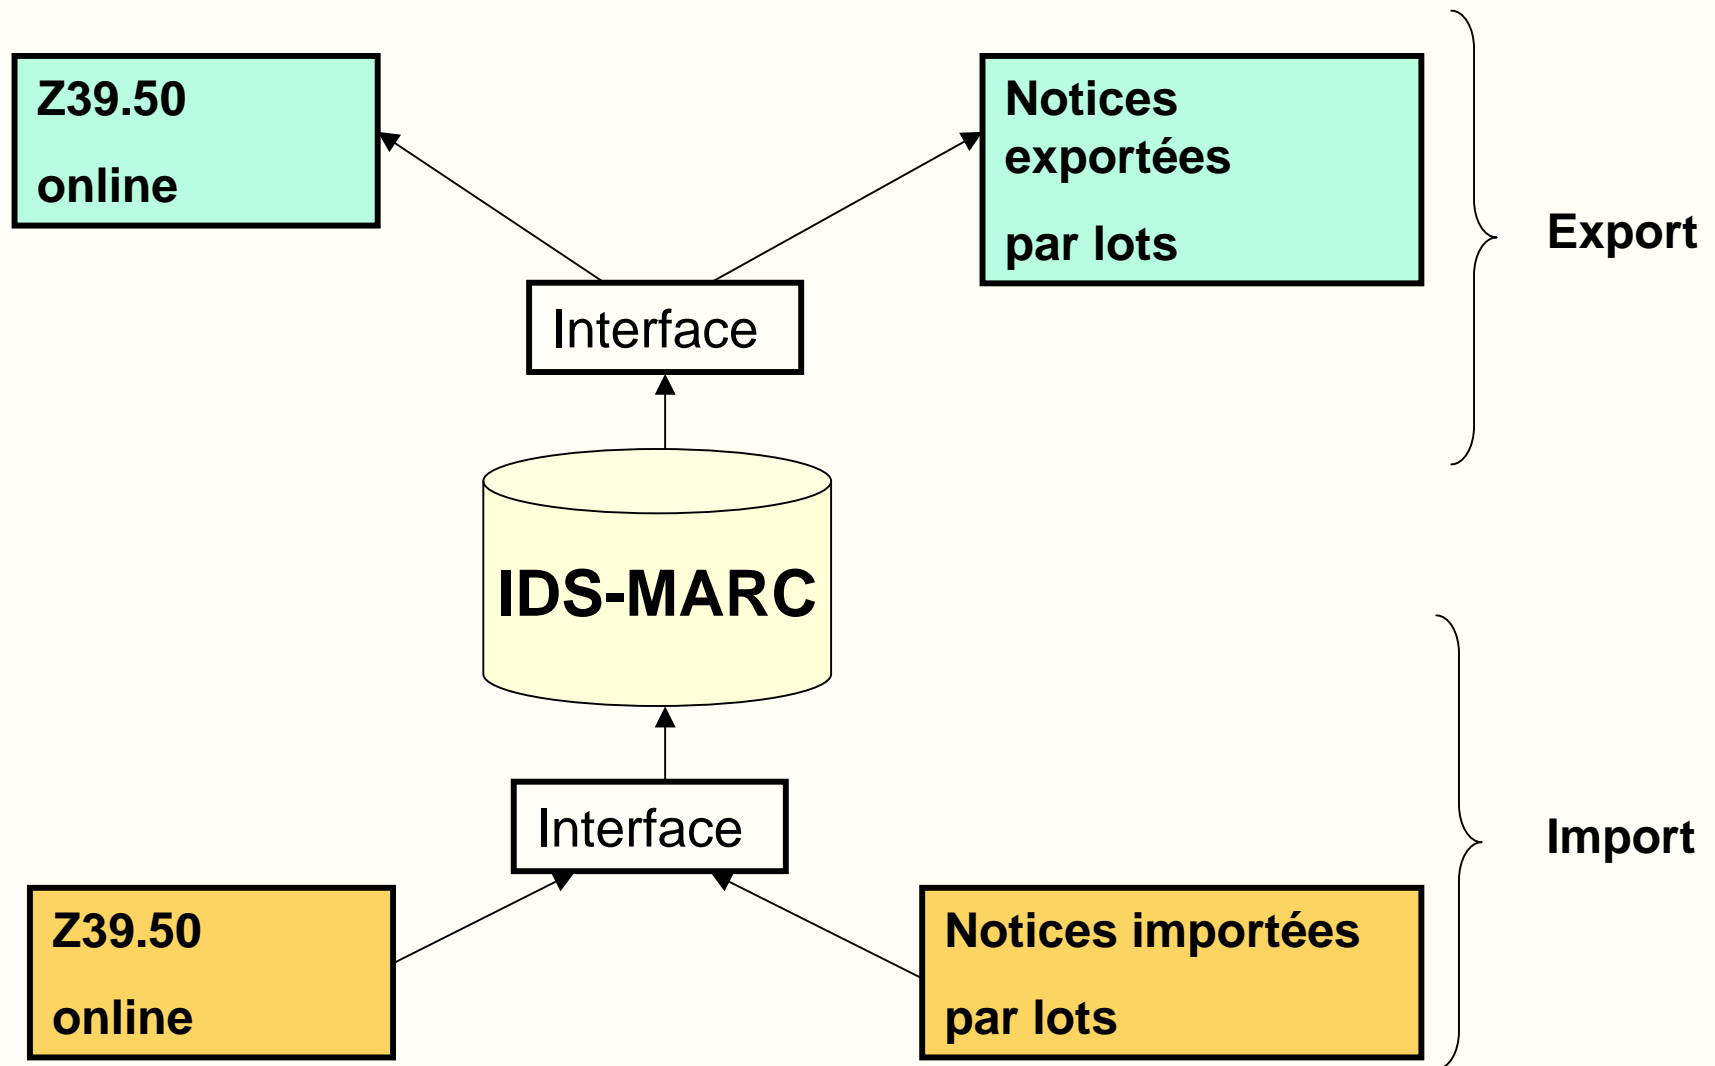 Z39.50
online
Notices
exportées
par lots
Export
Interface
IDS-MARC
Interface
Import
Z39.50
online
Notices importées
par lots